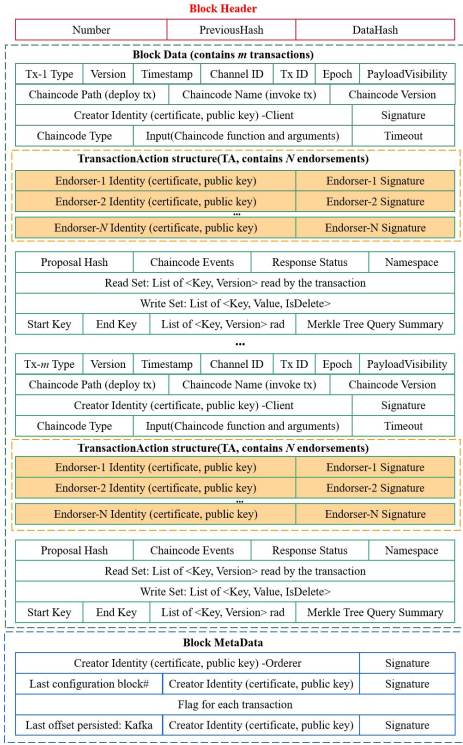 Block Header
Number PreviousHash DataHash
Block Data (contains m transactions)
Tx-1 Type Version Timestamp Channel ID Tx ID Epoch PayloadVisibility
Chaincode Path (deploy tx) Chaincode Name (invoke tx) Chaincode Version
Creator Identity (certificate, public key) -Client Signature
Chaincode Type Input(Chaincode function and arguments) Timeout
TransactionAction structure(TA, contains N endorsements)
Endorser-1 Identity (certificate, public key) Endorser-1 Signature
Endorser-2 Identity (certificate, public key) Endorser-2 Signature
...
Endorser-N Identity (certificate, public key) Endorser-N Signature
Proposal Hash Chaincode Events Response Status Namespace
Read Set: List of <Key, Version> read by the transaction
Write Set: List of <Key, Value, IsDelete>
Start Key End Key List of <Key, Version> rad Merkle Tree Query Summary
...
Tx-m Type Version Timestamp Channel ID Tx ID Epoch PayloadVisibility
Chaincode Path (deploy tx) Chaincode Name (invoke tx) Chaincode Version
Creator Identity (certificate, public key) -Client Signature
Chaincode Type Input(Chaincode function and arguments) Timeout
TransactionAction structure(TA, contains N endorsements)
Endorser-1 Identity (certificate, public key) Endorser-1 Signature
Endorser-2 Identity (certificate, public key) Endorser-2 Signature
...
Endorser-N Identity (certificate, public key) Endorser-N Signature
Proposal Hash Chaincode Events Response Status Namespace
Read Set: List of <Key, Version> read by the transaction
Write Set: List of <Key, Value, IsDelete>
Start Key End Key List of <Key, Version> rad Merkle Tree Query Summary
Block MetaData
Creator Identity (certificate, public key) -Orderer Signature
Last configuration block# Creator Identity (certificate, public key) Signature
Flag for each transaction
Last offset persisted: Kafka Creator Identity (certificate, public key) Signature